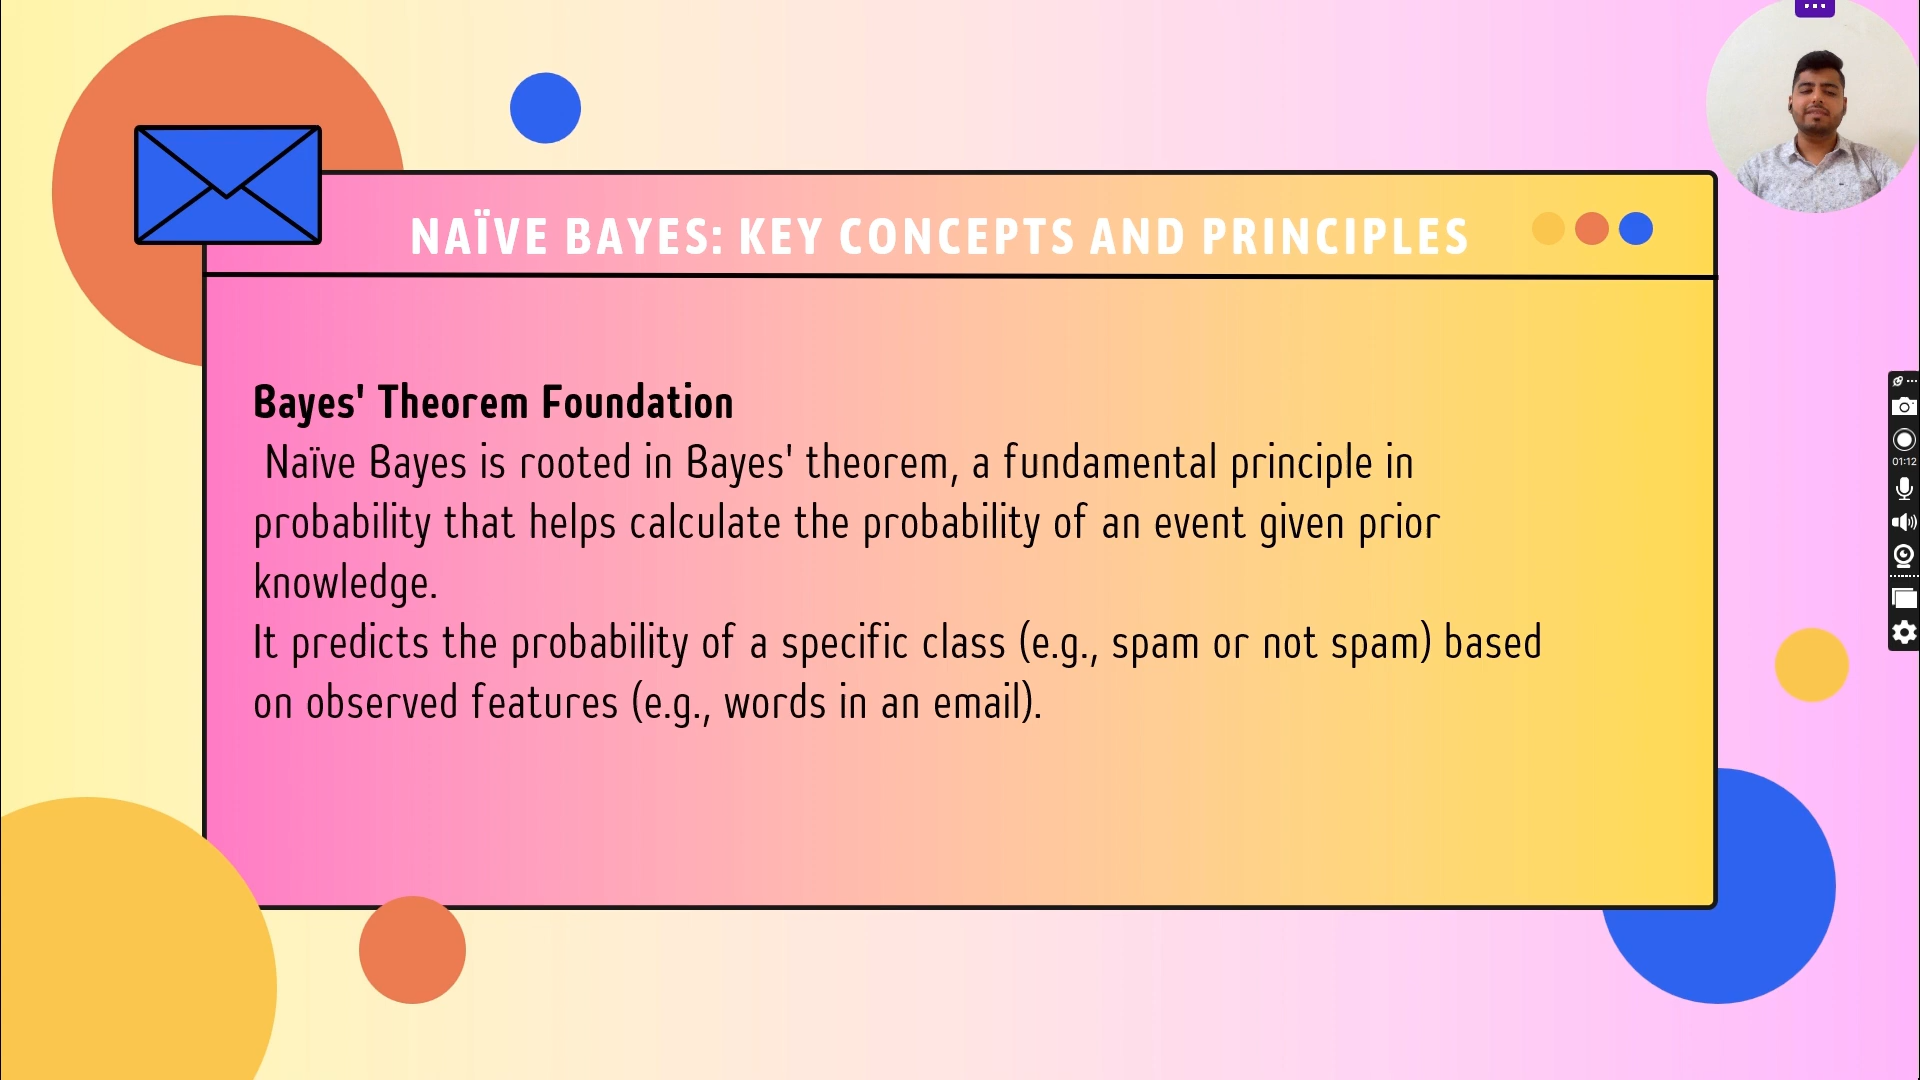 NAÏVE BAYES: KEY CONCEPTS AND PRINCIPLES
Bayes' Theorem Foundation
Naïve Bayes is rooted in Bayes' theorem, a fundamental principle in
probability that helps calculate the probability of an event given prior
knowledge.
It predicts the probability of a specific class (e.g., spam or not spam) based
on observed features (e.g., words in an email).
01:12